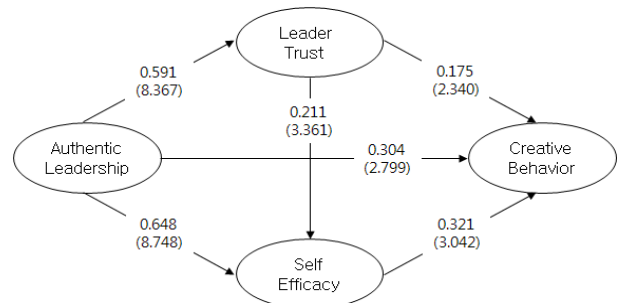 Leader
Trust
0.591
(8.367)
0.175
(2.340)
0.211
(3.361)
Authentic
Leadership
0.304
(2.799)
Creative
Behavior
0.648
(8.748)
0.321
(3.042)
Self
Efficacy